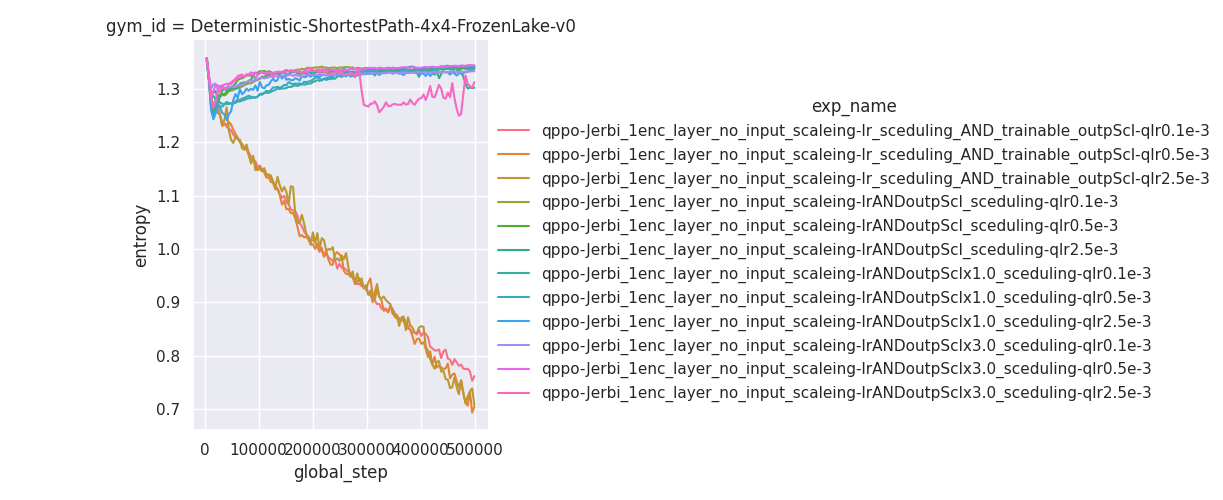 gym_id = Deterministic-ShortestPath-4x4-FrozenLake-v0
1.3
1.2
1.1
1.0
0.9
0.8
0.7
entropy
0 100000 200000 300000 400000 500000
global_step
exp_name
qppo-Jerbi_1enc_layer_no_input_scaleing-lr_sceduling_AND_trainable_outpScl-qlr0.1e-3
qppo-Jerbi_1enc_layer_no_input_scaleing-lr_sceduling_AND_trainable_outpScl-qlr0.5e-3
qppo-Jerbi_1enc_layer_no_input_scaleing-lr_sceduling_AND_trainable_outpScl-qlr2.5e-3
qppo-Jerbi_1enc_layer_no_input_scaleing-lrANDoutpScl_sceduling-qlr0.1e-3
qppo-Jerbi_1enc_layer_no_input_scaleing-lrANDoutpScl_sceduling-qlr0.5e-3
qppo-Jerbi_1enc_layer_no_input_scaleing-lrANDoutpScl_sceduling-qlr2.5e-3
qppo-Jerbi_1enc_layer_no_input_scaleing-lrANDoutpSclx1.0_sceduling-qlr0.1e-3
qppo-Jerbi_1enc_layer_no_input_scaleing-lrANDoutpSclx1.0_sceduling-qlr0.5e-3
qppo-Jerbi_1enc_layer_no_input_scaleing-lrANDoutpSclx1.0_sceduling-qlr2.5e-3
qppo-Jerbi_1enc_layer_no_input_scaleing-lrANDoutpSclx3.0_sceduling-qlr0.1e-3
qppo-Jerbi_1enc_layer_no_input_scaleing-lrANDoutpSclx3.0_sceduling-qlr0.5e-3
qppo-Jerbi_1enc_layer_no_input_scaleing-lrANDoutpSclx3.0_sceduling-qlr2.5e-3